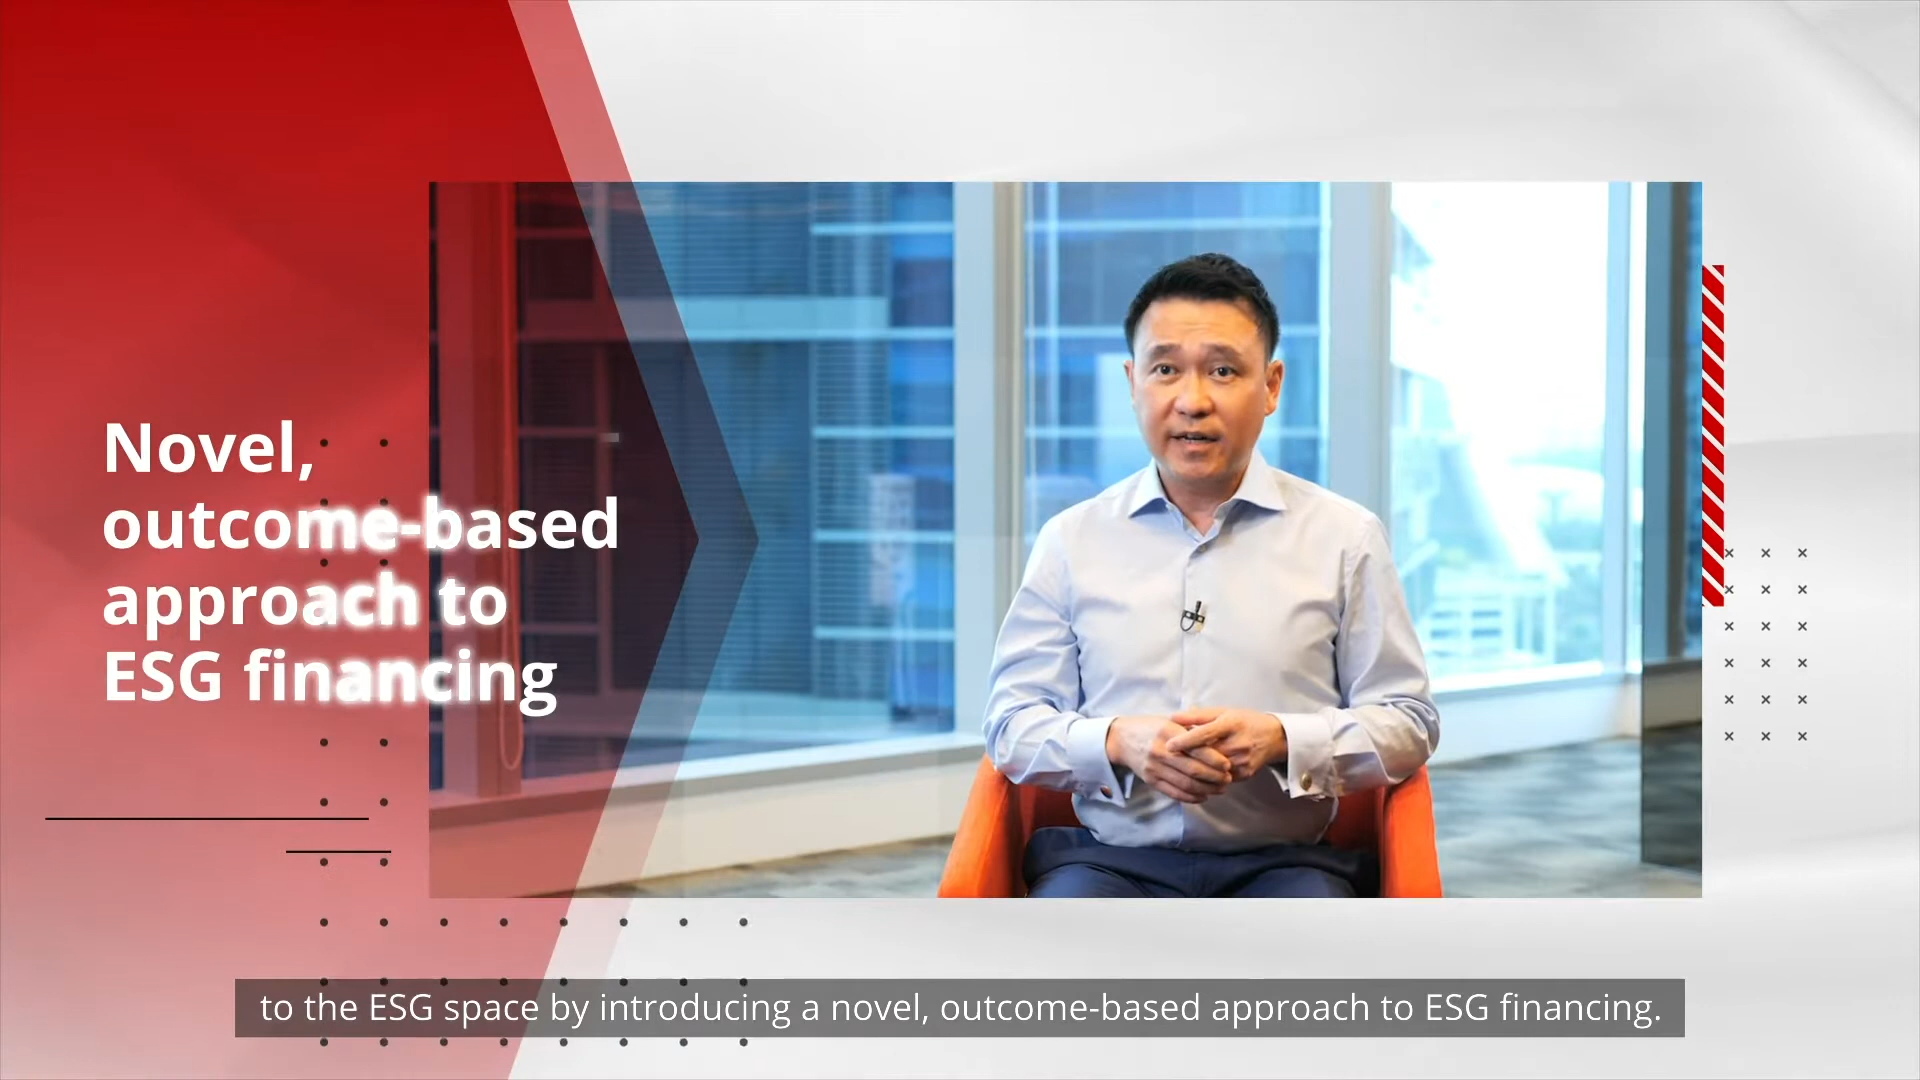 Novel,
outcome-based
approach to
ESG financing
to the ESG space by introducing a novel, outcome-based approach to ESG financing.